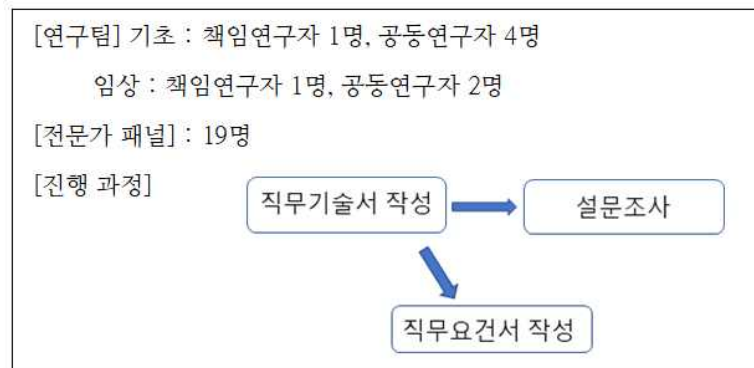 [연구팀] 기초 : 책임연구자 1명, 공동연구자 4명
임상 : 책임연구자 1명, 공동연구자 2명
[전문가 패널] : 19명
[진행 과정]
직무기술서 작성
설문조사
직무요건서 작성